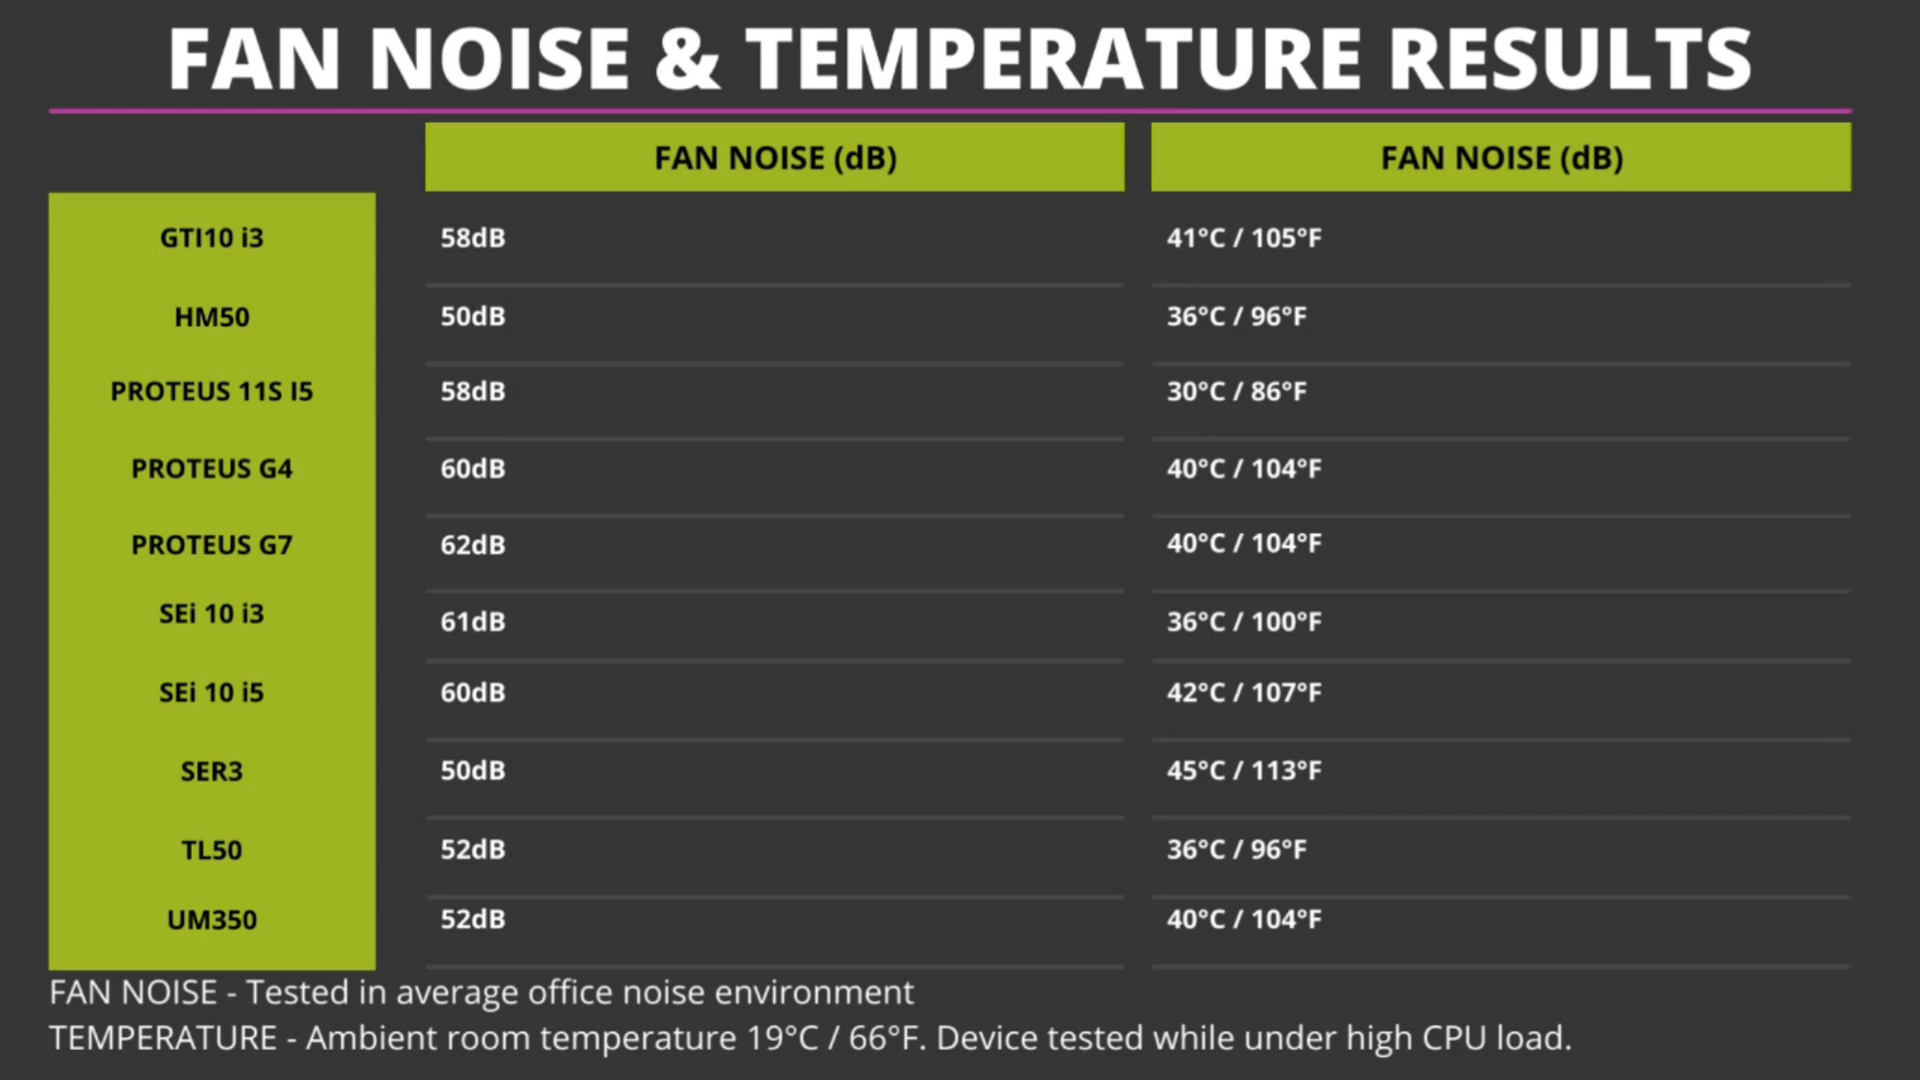 FAN NOISE & TEMPERATURE RESULTS
FAN NOISE (dB) FAN NOISE (dB)
GTI10 i3 58dB 41°C / 105°F
HM50 50dB 36°C / 96°F
PROTEUS 11S I5 58dB 30°C / 86°F
PROTEUS G4 60dB 40°C / 104°F
PROTEUS G7 62dB 40°C / 104°F
SEi 10 i3 61dB 36°C / 100°F
SEi 10 i5 60dB 42°C / 107°F
SER3 50dB 45°C / 113°F
TL50 52dB 36°C / 96°F
UM350 52dB 40°C / 104°F
FAN NOISE - Tested in average office noise environment
TEMPERATURE - Ambient room temperature 19°C / 66°F. Device tested while under high CPU load.